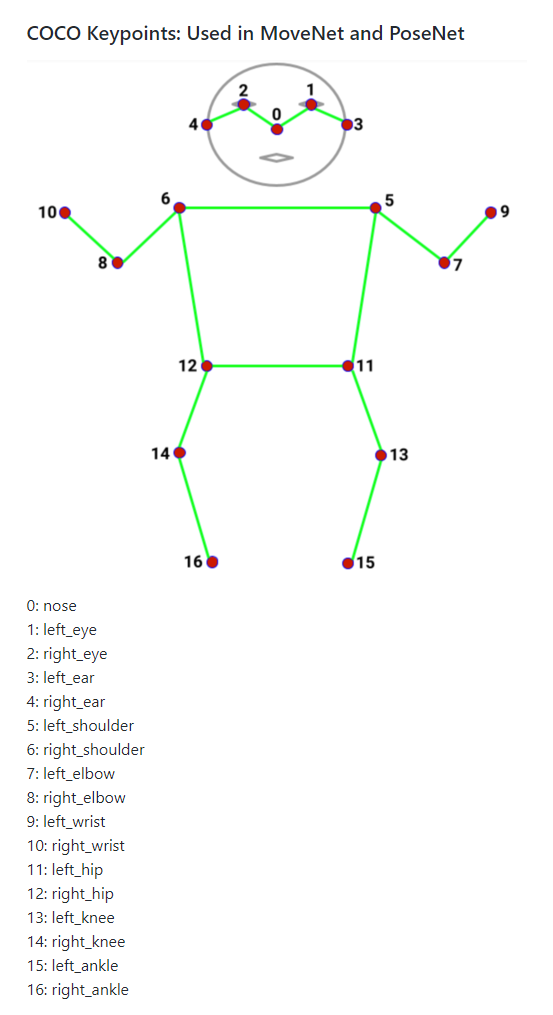 COCO Keypoints: Used in MoveNet and PoseNet
2 1
0
4 3
6 5
10 9
8 7
12 11
14 13
16 15
0: nose
1: left_eye
2: right_eye
3: left_ear
4: right_ear
5: left_shoulder
6: right_shoulder
7: left_elbow
8: right_elbow
9: left_wrist
10: right_wrist
11: left_hip
12: right_hip
13: left_knee
14: right_knee
15: left_ankle
16: right_ankle